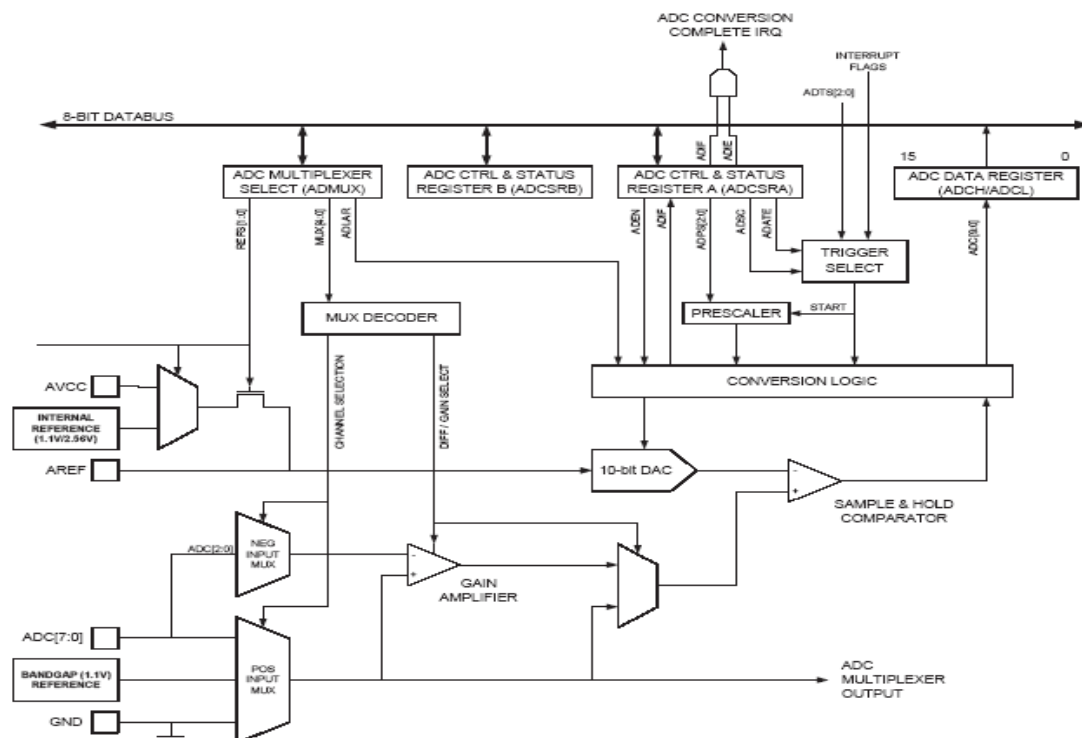 ADC CONVERSION
COMPLETE IRQ
INTERRUPT
FLAGS
ADTS[2:0]
8-BIT DATABUS
ADIF
ADIE
15
0
ADC MULTIPLEXER
SELECT (ADMUX)
ADC CTRL & STATUS
REGISTER B (ADCSRB)
ADC CTRL & STATUS
REGISTER A (ADCSRA)
ADC DATA REGISTER
(ADCH/ADCL)
REFS[1:0]
MUX[4:0]
ADLAR
ADEN
ADIF
ADPS[2:0]
ADSC
ADATE
ADC[9:0]
TRIGGER
SELECT
MUX DECODER
PRESCALER
START
AVCC
CHANNEL SELECTION
DIFF / GAIN SELECT
CONVERSION LOGIC
INTERNAL
REFERENCE
(1.1V/2.56V)
AREF
10-bit DAC
-
+
SAMPLE & HOLD
COMPARATOR
ADC[2:0]
NEG
INPUT
MUX
-
+
GAIN
AMPLIFIER
ADC[7:0]
BANDGAP (1.1V)
REFERENCE
POS
INPUT
MUX
ADC
MULTIPLEXER
OUTPUT
GND